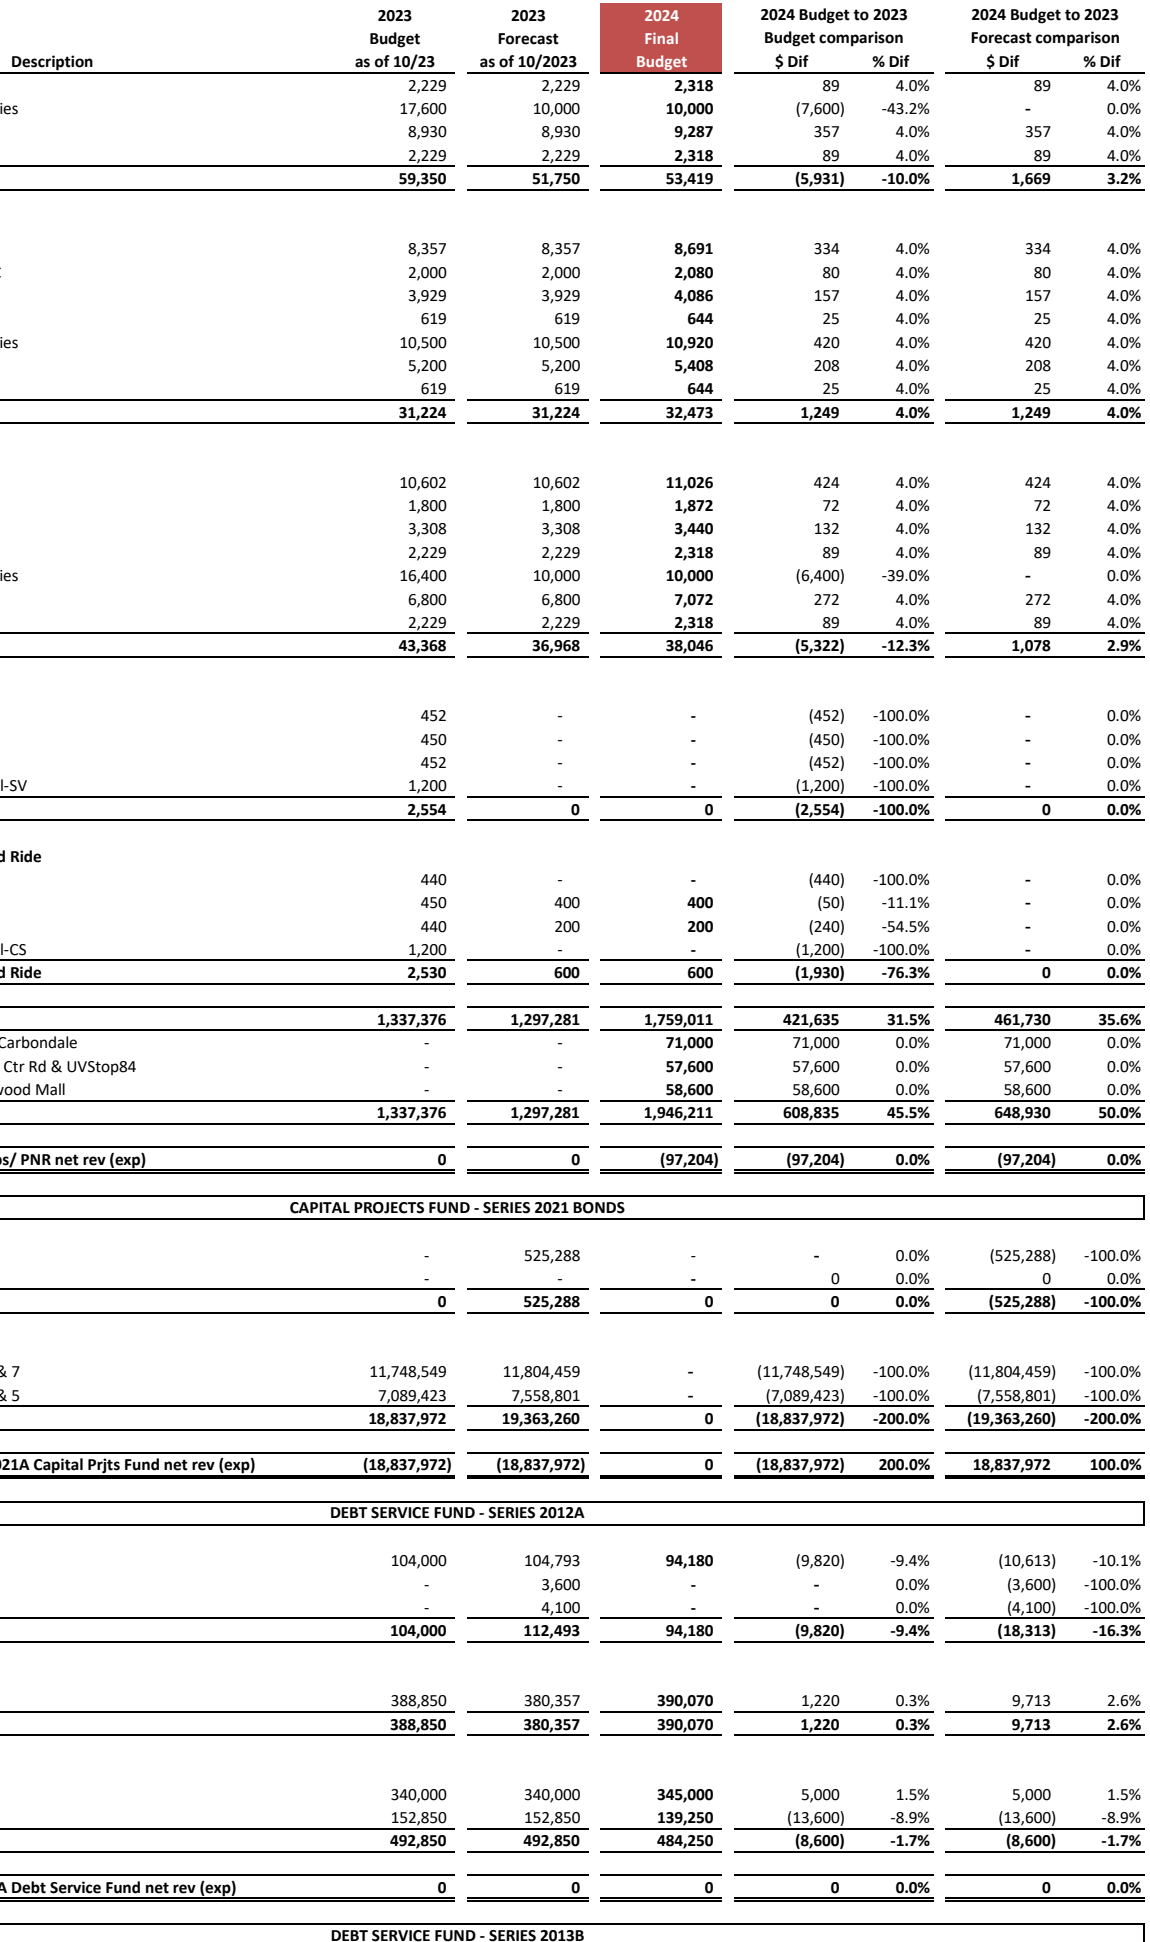 2023 2023 2024 2024 Budget to 2023 2024 Budget to 2023
Budget Forecast Final Budget comparison Forecast comparison
Description as of 10/23 as of 10/2023 Budget $ Dif % Dif $ Dif % Dif
2,229 2,229 2,318 89 4.0% 89 4.0%
ies 17,600 10,000 10,000 (7,600) -43.2% - 0.0%
8,930 8,930 9,287 357 4.0% 357 4.0%
2,229 2,229 2,318 89 4.0% 89 4.0%
59,350 51,750 53,419 (5,931) -10.0% 1,669 3.2%
8,357 8,357 8,691 334 4.0% 334 4.0%
2,000 2,000 2,080 80 4.0% 80 4.0%
3,929 3,929 4,086 157 4.0% 157 4.0%
619 619 644 25 4.0% 25 4.0%
ies 10,500 10,500 10,920 420 4.0% 420 4.0%
5,200 5,200 5,408 208 4.0% 208 4.0%
619 619 644 25 4.0% 25 4.0%
31,224 31,224 32,473 1,249 4.0% 1,249 4.0%
10,602 10,602 11,026 424 4.0% 424 4.0%
1,800 1,800 1,872 72 4.0% 72 4.0%
3,308 3,308 3,440 132 4.0% 132 4.0%
2,229 2,229 2,318 89 4.0% 89 4.0%
ies 16,400 10,000 10,000 (6,400) -39.0% - 0.0%
6,800 6,800 7,072 272 4.0% 272 4.0%
2,229 2,229 2,318 89 4.0% 89 4.0%
43,368 36,968 38,046 (5,322) -12.3% 1,078 2.9%
452 - - (452) -100.0% - 0.0%
450 - - (450) -100.0% - 0.0%
452 - - (452) -100.0% - 0.0%
l-SV 1,200 - - (1,200) -100.0% - 0.0%
2,554 0 0 (2,554) -100.0% 0 0.0%
d Ride
440 - - (440) -100.0% - 0.0%
450 400 400 (50) -11.1% - 0.0%
440 200 200 (240) -54.5% - 0.0%
l-CS 1,200 - - (1,200) -100.0% - 0.0%
d Ride 2,530 600 600 (1,930) -76.3% 0 0.0%
1,337,376 1,297,281 1,759,011 421,635 31.5% 461,730 35.6%
Carbondale - - 71,000 71,000 0.0% 71,000 0.0%
Ctr Rd & UVStop84 - - 57,600 57,600 0.0% 57,600 0.0%
wood Mall - - 58,600 58,600 0.0% 58,600 0.0%
1,337,376 1,297,281 1,946,211 608,835 45.5% 648,930 50.0%
ps/ PNR net rev (exp) 0 0 (97,204) (97,204) 0.0% (97,204) 0.0%
CAPITAL PROJECTS FUND - SERIES 2021 BONDS
- 525,288 - - 0.0% (525,288) -100.0%
- - - 0 0.0% 0 0.0%
0 525,288 0 0 0.0% (525,288) -100.0%
& 7 11,748,549 11,804,459 - (11,748,549) -100.0% (11,804,459) -100.0%
& 5 7,089,423 7,558,801 - (7,089,423) -100.0% (7,558,801) -100.0%
18,837,972 19,363,260 0 (18,837,972) -200.0% (19,363,260) -200.0%
021A Capital Prjts Fund net rev (exp) (18,837,972) (18,837,972) 0 (18,837,972) 200.0% 18,837,972 100.0%
DEBT SERVICE FUND - SERIES 2012A
104,000 104,793 94,180 (9,820) -9.4% (10,613) -10.1%
- 3,600 - - 0.0% (3,600) -100.0%
- 4,100 - - 0.0% (4,100) -100.0%
104,000 112,493 94,180 (9,820) -9.4% (18,313) -16.3%
388,850 380,357 390,070 1,220 0.3% 9,713 2.6%
388,850 380,357 390,070 1,220 0.3% 9,713 2.6%
340,000 340,000 345,000 5,000 1.5% 5,000 1.5%
152,850 152,850 139,250 (13,600) -8.9% (13,600) -8.9%
492,850 492,850 484,250 (8,600) -1.7% (8,600) -1.7%
A Debt Service Fund net rev (exp) 0 0 0 0 0.0% 0 0.0%
DEBT SERVICE FUND - SERIES 2013B